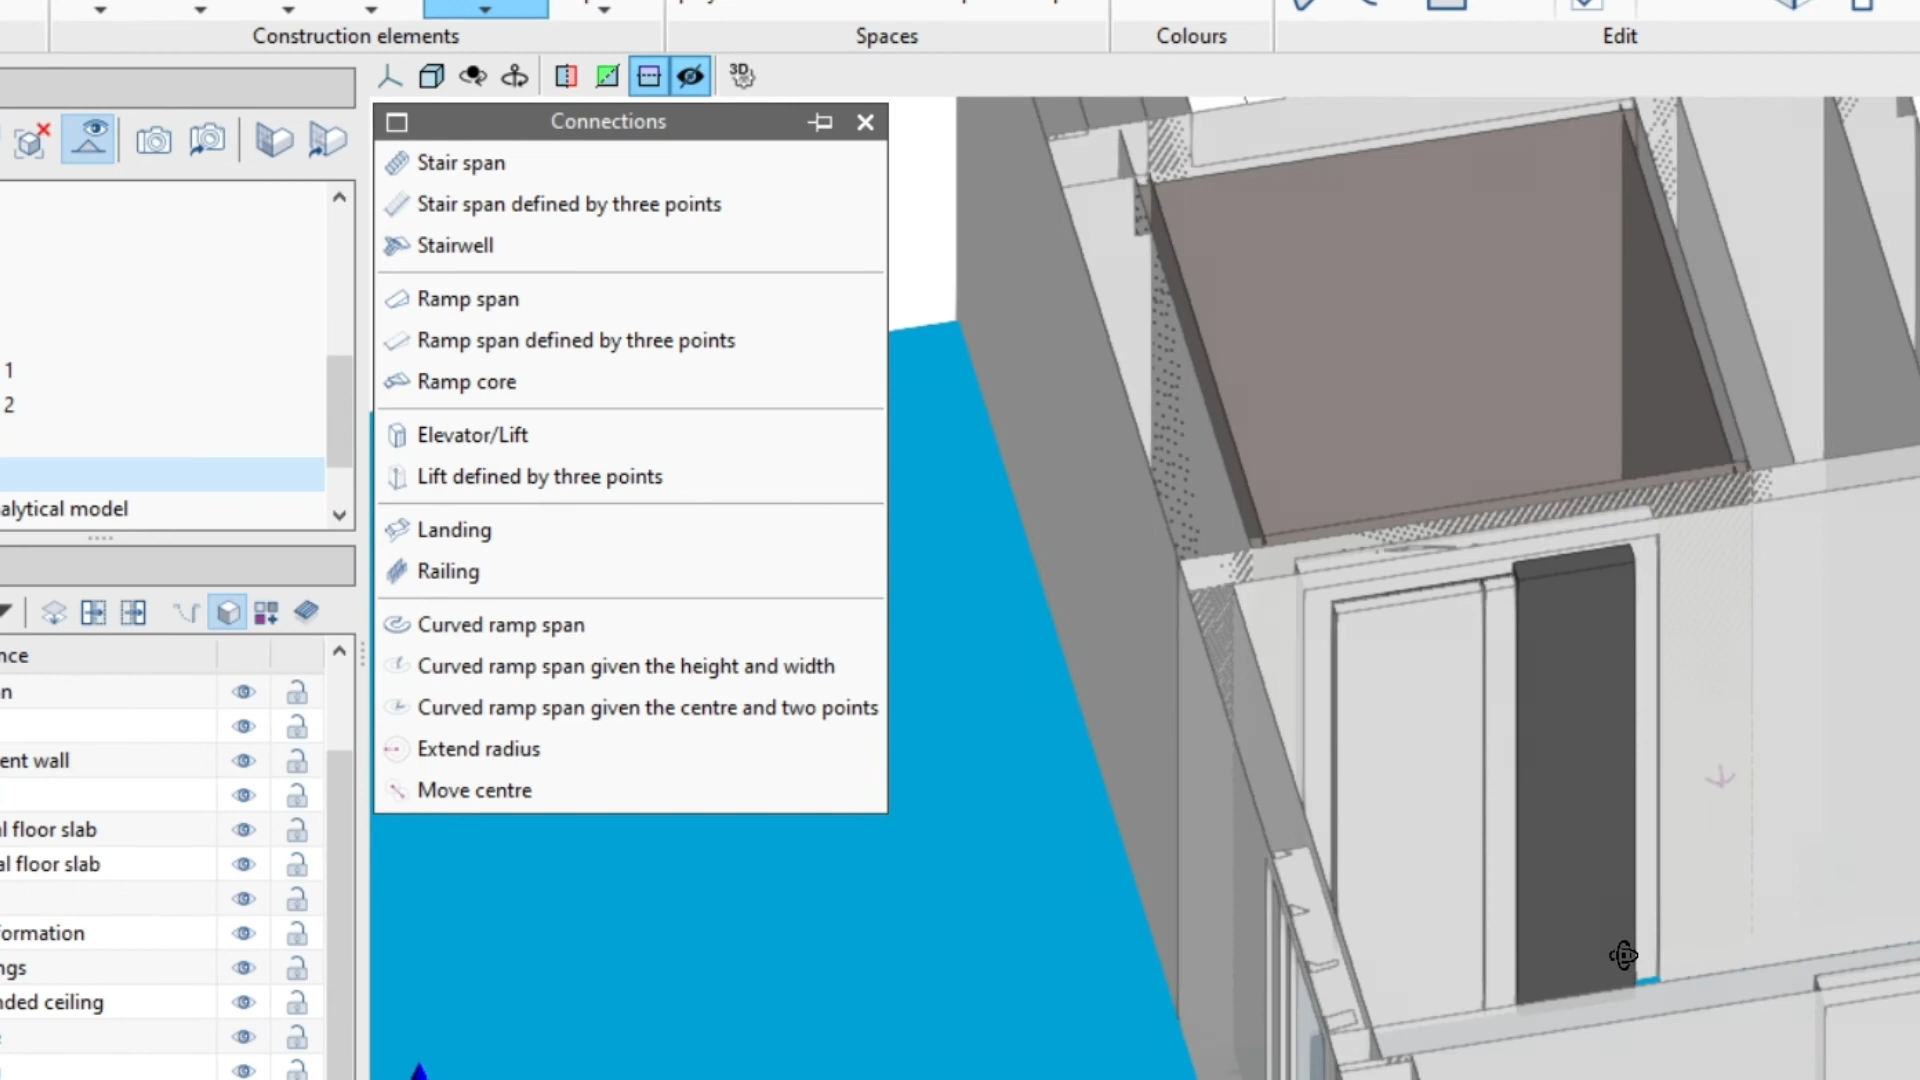 Construction elements
Spaces
Colours
Edit
3D
Connections
Stair span
Stair span defined by three points
Stairwell
Ramp span
Ramp span defined by three points
Ramp core
Elevator/Lift
Lift defined by three points
Landing
Railing
Curved ramp span
Curved ramp span given the height and width
Curved ramp span given the centre and two points
Extend radius
Move centre
1
2
alytical model
nce
n
ent wall
l floor slab
al floor slab
ormation
ngs
nded ceiling